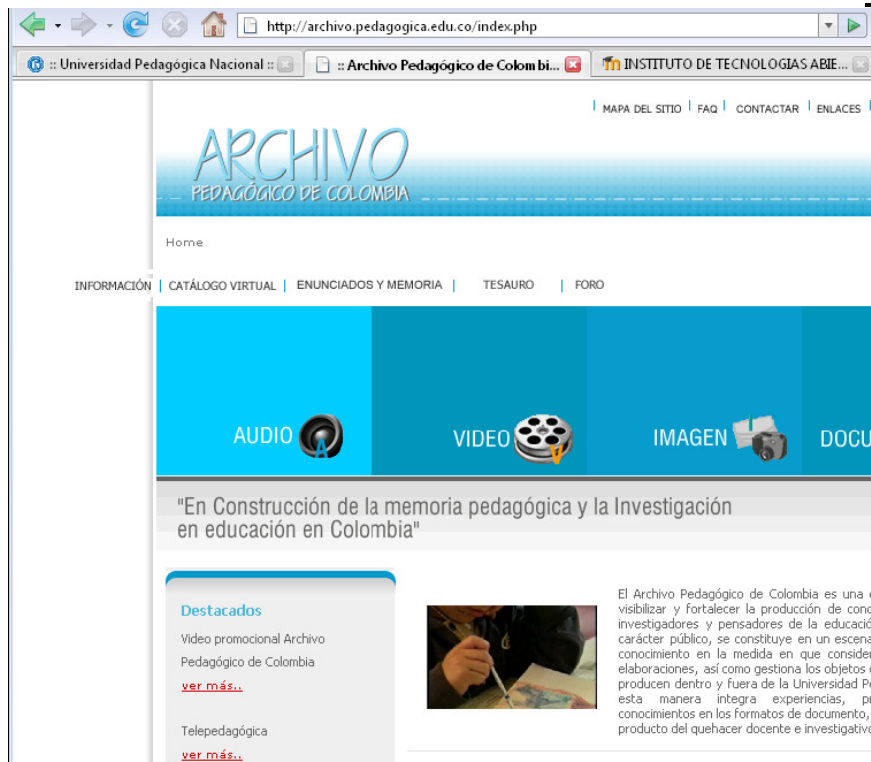 http://archivo.pedagogica.edu.co/index.php
:: Universidad Pedagógica Nacional ::
:: Archivo Pedagógico de Colombi...
INSTITUTO DE TECNOLOGIAS ABIE...
MAPA DEL SITIO | FAQ | CONTACTAR | ENLACES |
ARCHIVO
PEDAGÓGICO DE COLOMBIA
Home
INFORMACIÓN | CATÁLOGO VIRTUAL | ENUNCIADOS Y MEMORIA | TESAURO | FORO
AUDIO
VIDEO
IMAGEN
DOCU
"En Construcción de la memoria pedagógica y la Investigación
en educación en Colombia"
Destacados
Video promocional Archivo
Pedagógico de Colombia
ver más..
Telepedagógica
ver más..
El Archivo Pedagógico de Colombia es una
visibilizar y fortalecer la producción de
investigadores y pensadores de la
carácter público, se constituye en un
conocimiento en la medida en que
elaboraciones, así como gestiona los objetos
producen dentro y fuera de la Universidad
esta manera integra experiencias,
conocimientos en los formatos de documento,
producto del quehacer docente e